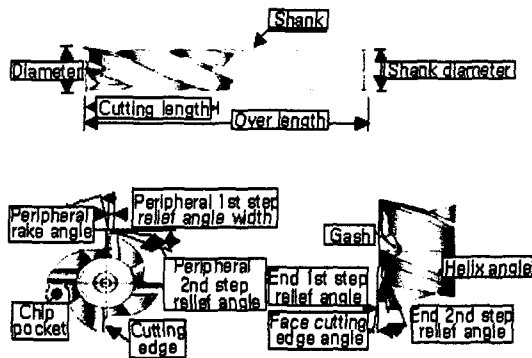 Shank
Diameter
Shank diameter
Cutting length
Over length
Peripheral
rake angle
Peripheral 1st step
relief angle width
Gash
Helix angle
Peripheral
2nd step
relief angle
End 1st step
relief angle
Chip
pocket
Cutting
edge
Face cutting
edge angle
End 2nd step
relief angle